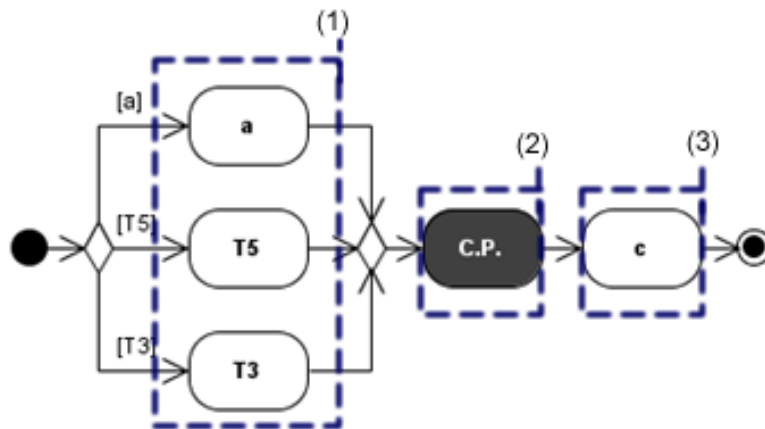 (1)
[a]
a
(2)
(3)
[T5]
T5
C.P.
c
[T3]
T3